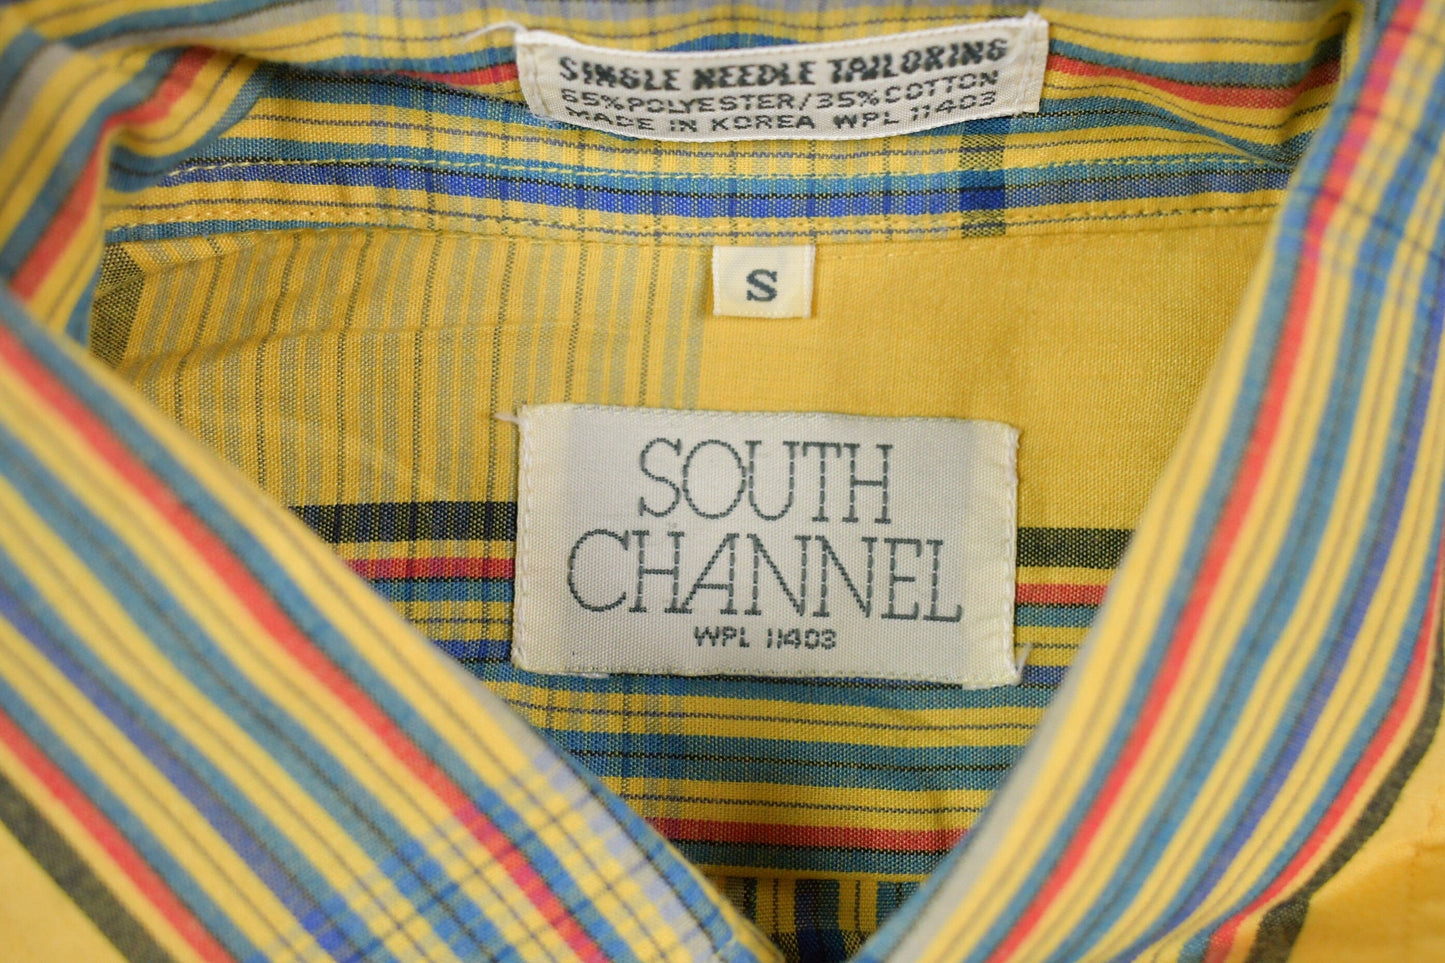 SINGLE NEEDLE TAILORING
65% POLYESTER/35% COTTON
MADE IN KOREA WPL 11403
S
SOUTH
CHANNEL
WPL 11403